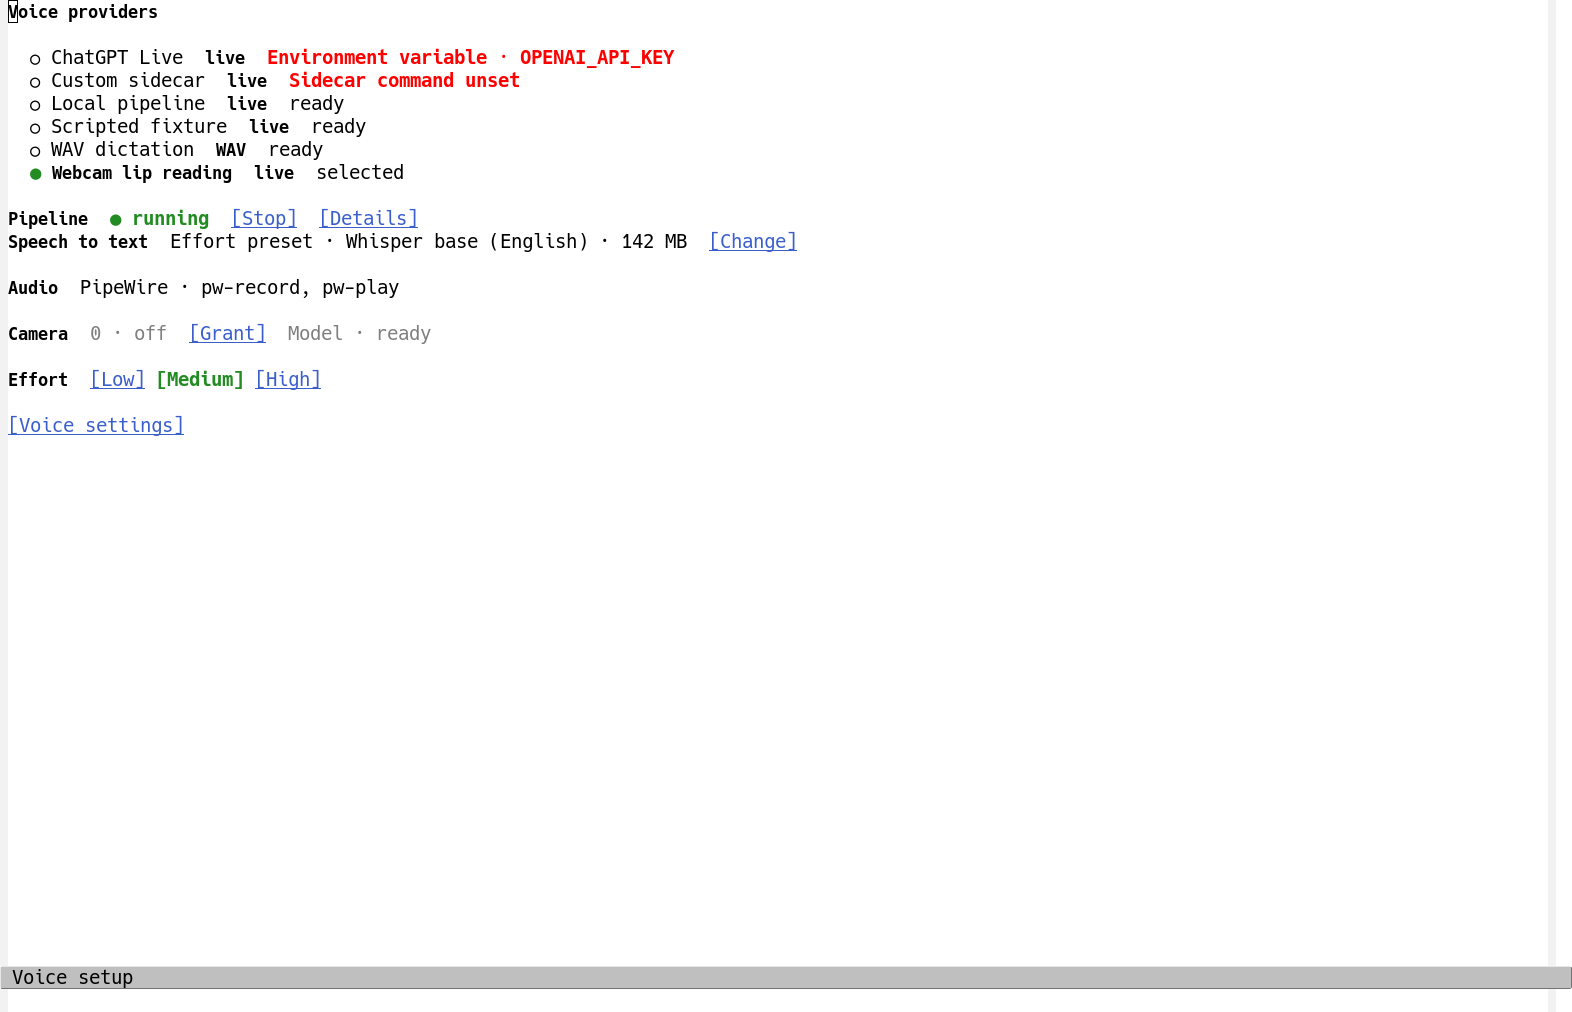 Voice providers
○ ChatGPT Live live Environment variable · OPENAI_API_KEY
○ Custom sidecar live Sidecar command unset
○ Local pipeline live ready
○ Scripted fixture live ready
○ WAV dictation WAV ready
● Webcam lip reading live selected
Pipeline ● running [Stop] [Details]
Speech to text Effort preset · Whisper base (English) · 142 MB [Change]
Audio PipeWire · pw-record, pw-play
Camera 0 · off [Grant] Model · ready
Effort [Low] [Medium] [High]
[Voice settings]
Voice setup